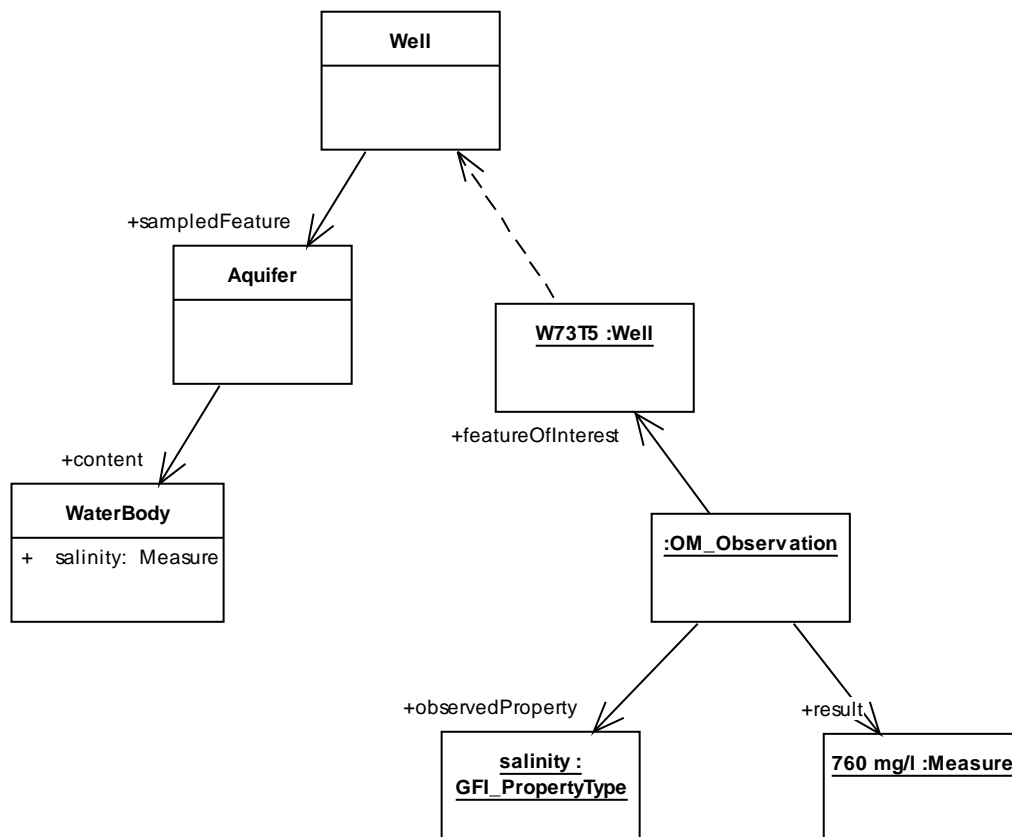 Well
+sampledFeature
Aquifer
W73T5 :Well
+featureOfInterest
+content
WaterBody
+ salinity: Measure
:OM_Observation
+observedProperty
+result
salinity :
GFI_PropertyType
760 mg/l :Measure